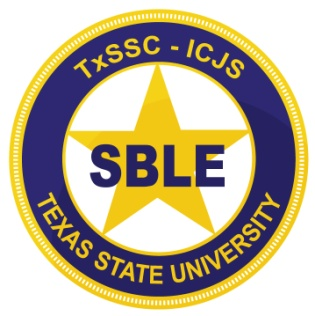 TxSSC - ICJS
SBLE
TEXAS STATE UNIVERSITY